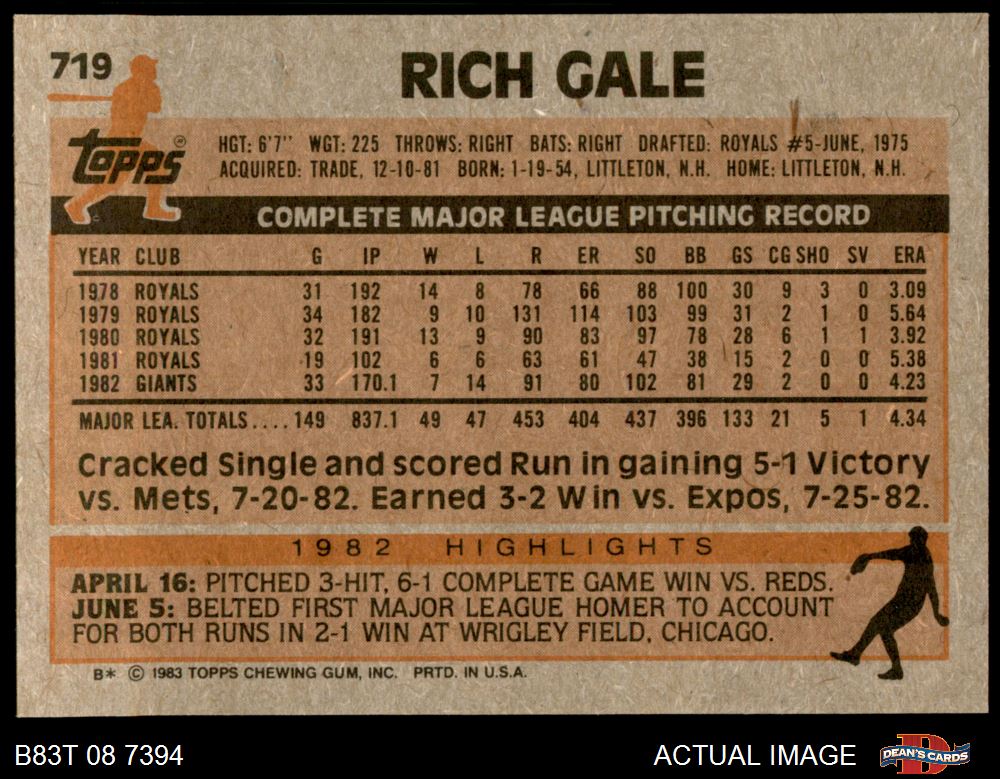 719
RICH GALE
TOPPS®
HGT: 6'7" WGT: 225 THROWS: RIGHT BATS: RIGHT DRAFTED: ROYALS #5-JUNE, 1975
ACQUIRED: TRADE, 12-10-81 BORN: 1-19-54, LITTLETON, N.H. HOME: LITTLETON, N.H.
COMPLETE MAJOR LEAGUE PITCHING RECORD
YEAR CLUB G IP W L R ER SO BB GS CG SHO SV ERA
1978 ROYALS 31 192 14 8 78 66 88 100 30 9 3 0 3.09
1979 ROYALS 34 182 9 10 131 114 103 99 31 2 1 0 5.64
1980 ROYALS 32 191 13 9 90 83 97 78 28 6 1 1 3.92
1981 ROYALS 19 102 6 6 63 61 47 38 15 2 0 0 5.38
1982 GIANTS 33 170.1 7 14 91 80 102 81 29 2 0 0 4.23
MAJOR LEA. TOTALS.... 149 837.1 49 47 453 404 437 396 133 21 5 1 4.34
Cracked Single and scored Run in gaining 5-1 Victory
vs. Mets, 7-20-82. Earned 3-2 Win vs. Expos, 7-25-82.
1982 HIGHLIGHTS
APRIL 16: PITCHED 3-HIT, 6-1 COMPLETE GAME WIN VS. REDS.
JUNE 5: BELTED FIRST MAJOR LEAGUE HOMER TO ACCOUNT
FOR BOTH RUNS IN 2-1 WIN AT WRIGLEY FIELD, CHICAGO.
B* © 1983 TOPPS CHEWING GUM, INC. PRTD. IN U.S.A.
B83T 08 7394 ACTUAL IMAGE DEAN'S CARDS